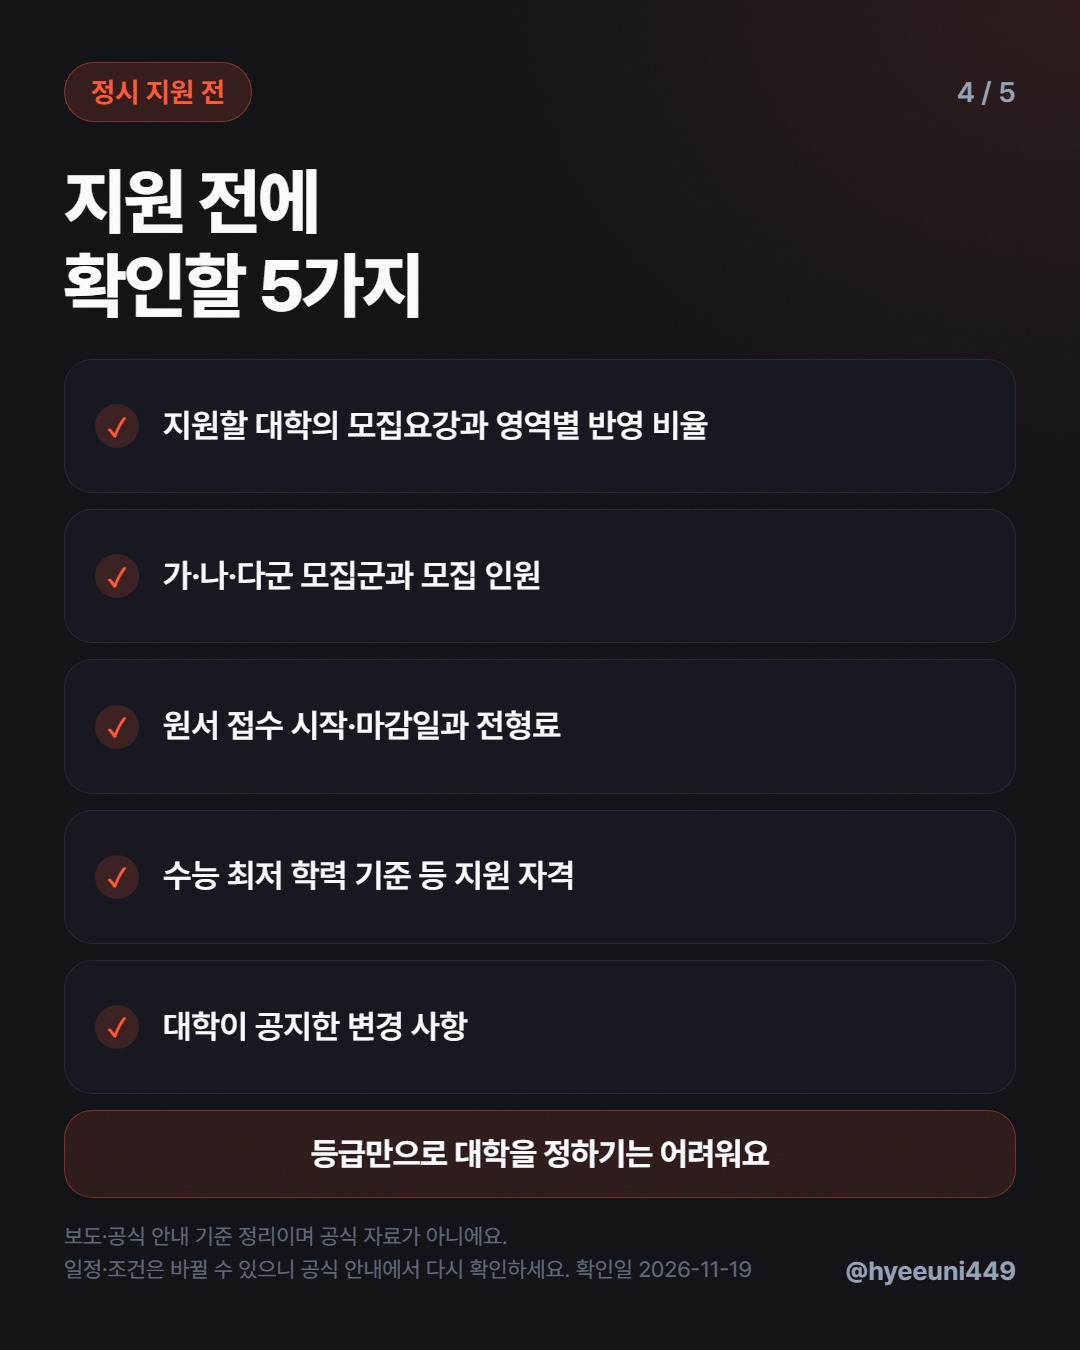 정시 지원 전
4 / 5
지원 전에
확인할 5가지
✓ 지원할 대학의 모집요강과 영역별 반영 비율
✓ 가·나·다군 모집군과 모집 인원
✓ 원서 접수 시작·마감일과 전형료
✓ 수능 최저 학력 기준 등 지원 자격
✓ 대학이 공지한 변경 사항
등급만으로 대학을 정하기는 어려워요
보도·공식 안내 기준 정리이며 공식 자료가 아니에요.
일정·조건은 바뀔 수 있으니 공식 안내에서 다시 확인하세요. 확인일 2026-11-19
@hyeeuni449